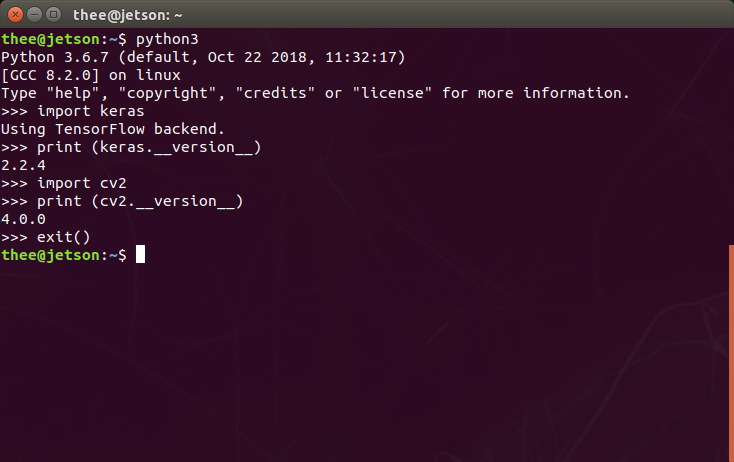 thee@jetson: ~
thee@jetson:~$ python3
Python 3.6.7 (default, Oct 22 2018, 11:32:17)
[GCC 8.2.0] on linux
Type "help", "copyright", "credits" or "license" for more information.
>>> import keras
Using TensorFlow backend.
>>> print (keras.__version__)
2.2.4
>>> import cv2
>>> print (cv2.__version__)
4.0.0
>>> exit()
thee@jetson:~$